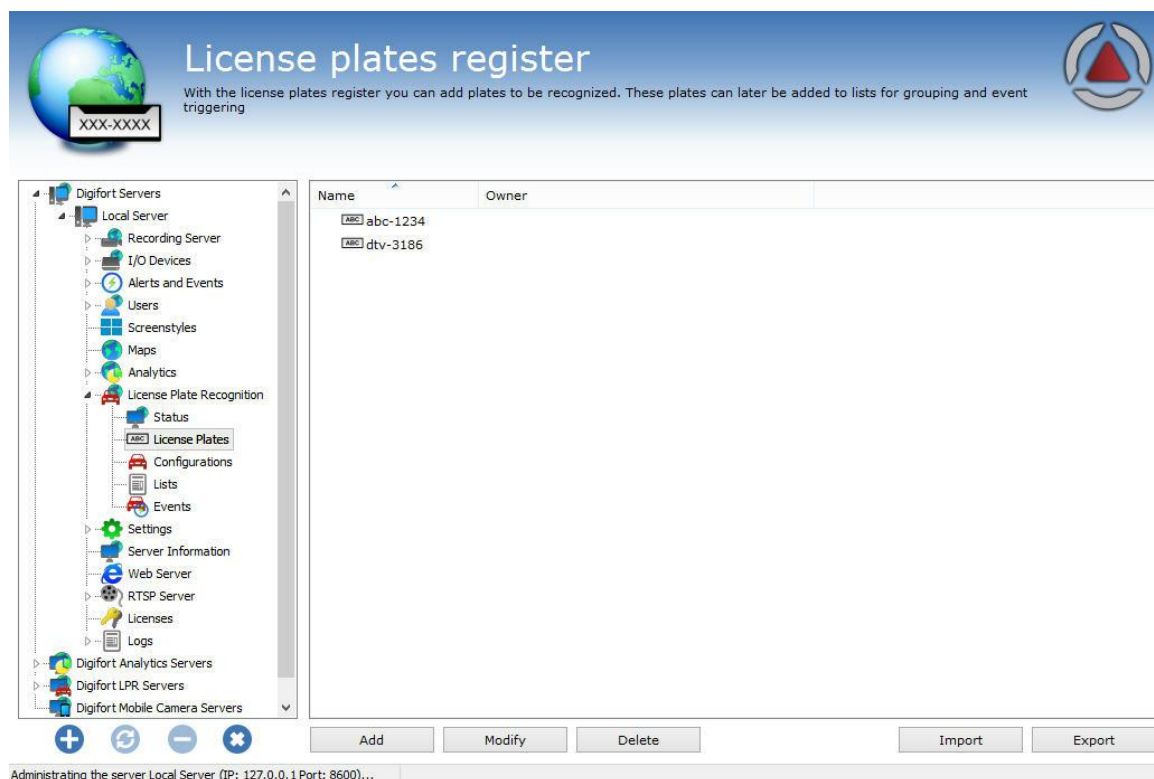 License plates register
With the license plates register you can add plates to be recognized. These plates can later be added to lists for grouping and event
triggering
XXX-XXXX
Digifort Servers
Local Server
Recording Server
I/O Devices
Alerts and Events
Users
Screenstyles
Maps
Analytics
License Plate Recognition
Status
ABC License Plates
Configurations
Lists
Events
Settings
Server Information
Web Server
RTSP Server
Licenses
Logs
Digifort Analytics Servers
Digifort LPR Servers
Digifort Mobile Camera Servers
Name Owner
ABC abc-1234
ABC dtv-3186
Add Modify Delete Import Export
Administrating the server Local Server (IP: 127.0.0.1 Port: 8600)...